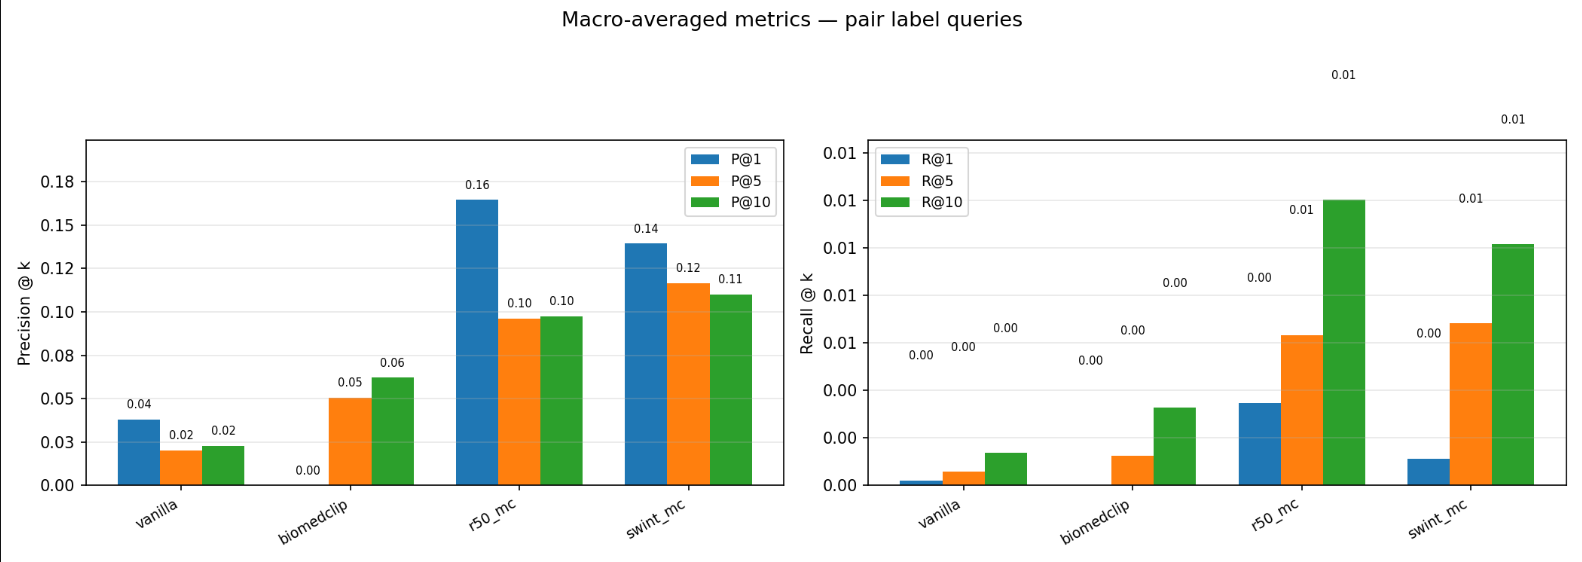 Macro-averaged metrics — pair label queries
Precision @ k
0.18
0.15
0.12
0.10
0.08
0.05
0.03
0.00
P@1
P@5
P@10
0.04
0.02
0.02
0.00
0.05
0.06
0.16
0.10
0.10
0.14
0.12
0.11
vanilla
biomedclip
r50_mc
swint_mc
Recall @ k
0.01
0.01
0.01
0.01
0.01
0.00
0.00
0.00
R@1
R@5
R@10
0.00
0.00
0.00
0.00
0.00
0.00
0.00
0.01
0.01
0.00
0.01
0.01
vanilla
biomedclip
r50_mc
swint_mc